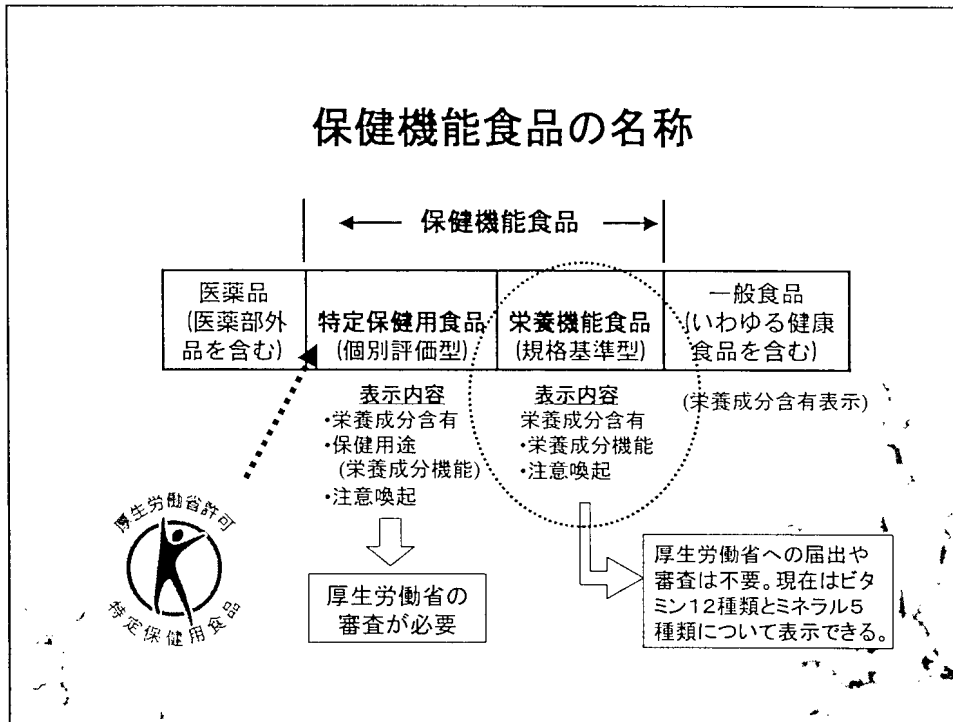 保健機能食品の名称
保健機能食品
医薬品
(医薬部外
品を含む)
特定保健用食品
(個別評価型)
栄養機能食品
(規格基準型)
一般食品
(いわゆる健康
食品を含む)
表示内容
・栄養成分含有
・保健用途
(栄養成分機能)
・注意喚起
表示内容
栄養成分含有
・栄養成分機能
・注意喚起
(栄養成分含有表示)
厚生労働省許可
特定保健用食品
厚生労働省の
審査が必要
厚生労働省への届出や
審査は不要。現在はビタ
ミン12種類とミネラル5
種類について表示できる。